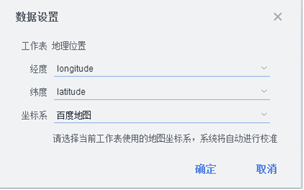 数据设置
工作表 地理位置
经度 longitude
纬度 latitude
坐标系 百度地图
请选择当前工作表使用的地图坐标系，系统将自动进行校准
确定 取消